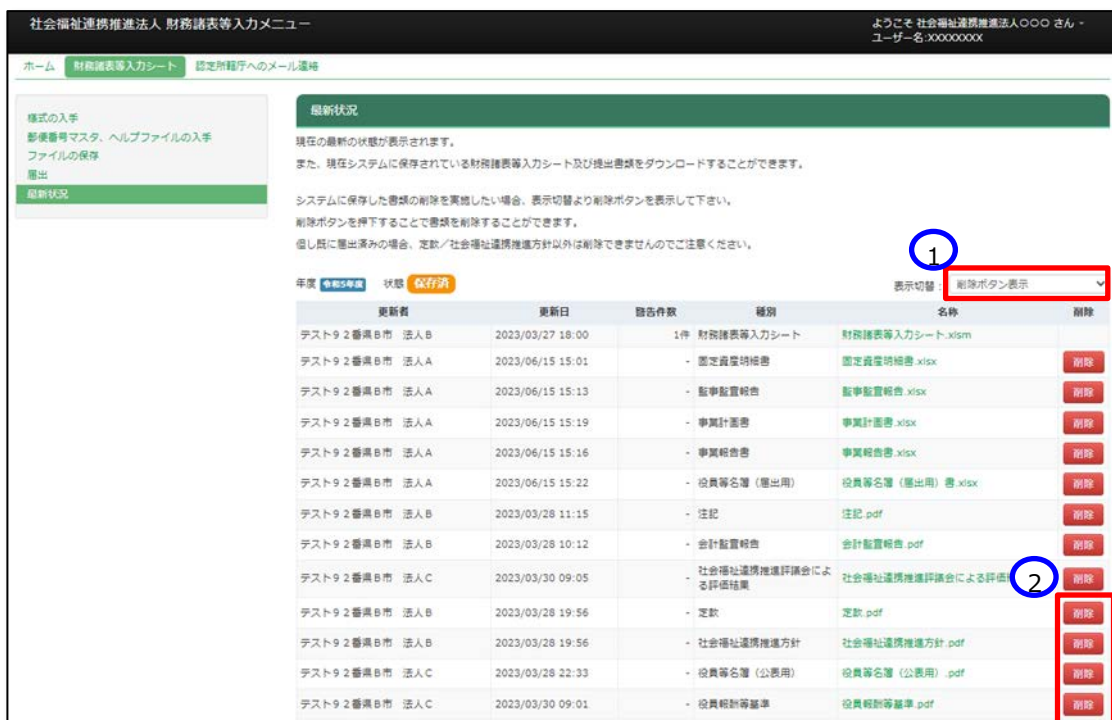 社会福祉連携推進法人 財務諸表等入力メニュー
ようこそ 社会福祉連携推進法人〇〇〇 さん
ユーザー名:XXXXXXXX
ホーム 財務諸表等入力シート 認定所轄庁へのメール連絡
様式の入手
郵便番号マスタ、ヘルプファイルの入手
ファイルの保存
届出
最新状況
最新状況
現在の最新の状態が表示されます。
また、現在システムに保存されている財務諸表等入力シート及び提出書類をダウンロードすることができます。
システムに保存した書類の削除を実施したい場合、表示切替より削除ボタンを表示して下さい。
削除ボタンを押下することで書類を削除することができます。
但し既に届出済みの場合、定款／社会福祉連携推進方針以外は削除できませんのでご注意ください。
1
年度 令和5年度 状態 保存済 表示切替: 削除ボタン表示
更新者 更新日 警告件数 種別 名称 削除
テスト92番県B市 法人B 2023/03/27 18:00 1件 財務諸表等入力シート 財務諸表等入力シート.xlsm
テスト92番県B市 法人A 2023/06/15 15:01 - 固定資産明細書 固定資産明細書.xlsx 削除
テスト92番県B市 法人A 2023/06/15 15:13 - 監事監査報告 監事監査報告.xlsx 削除
テスト92番県B市 法人A 2023/06/15 15:19 - 事業計画書 事業計画書.xlsx 削除
テスト92番県B市 法人A 2023/06/15 15:16 - 事業報告書 事業報告書.xlsx 削除
テスト92番県B市 法人A 2023/06/15 15:22 - 役員等名簿（届出用） 役員等名簿（届出用）書.xlsx 削除
テスト92番県B市 法人B 2023/03/28 11:15 - 注記 注記.pdf 削除
テスト92番県B市 法人B 2023/03/28 10:12 - 会計監査報告 会計監査報告.pdf 削除
テスト92番県B市 法人C 2023/03/30 09:05 - 社会福祉連携推進評議会によ 社会福祉連携推進評議会による評価 削除
る評価結果
2
テスト92番県B市 法人B 2023/03/28 19:56 - 定款 定款.pdf 削除
テスト92番県B市 法人B 2023/03/28 19:56 - 社会福祉連携推進方針 社会福祉連携推進方針.pdf 削除
テスト92番県B市 法人C 2023/03/28 22:33 - 役員等名簿（公表用） 役員等名簿（公表用）.pdf 削除
テスト92番県B市 法人C 2023/03/30 09:01 - 役員報酬等基準 役員報酬等基準.pdf 削除